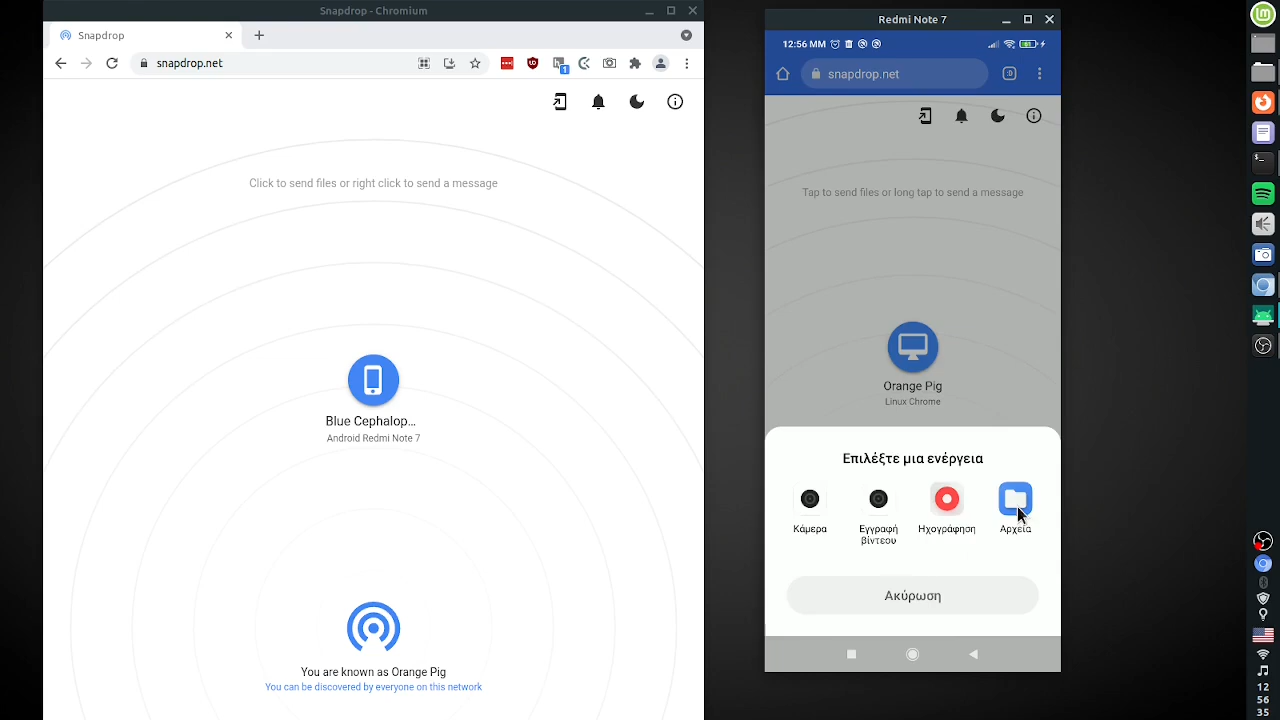 Snapdrop - Chromium
Snapdrop
snapdrop.net
1
Click to send files or right click to send a message
Blue Cephalop...
Android Redmi Note 7
You are known as Orange Pig
You can be discovered by everyone on this network
Redmi Note 7
12:56 ΜΜ
snapdrop.net
:D
Tap to send files or long tap to send a message
Orange Pig
Linux Chrome
Επιλέξτε μια ενέργεια
Κάμερα
Εγγραφή
βίντεου
Ηχογράφηση
Αρχεία
Ακύρωση
12
56
35